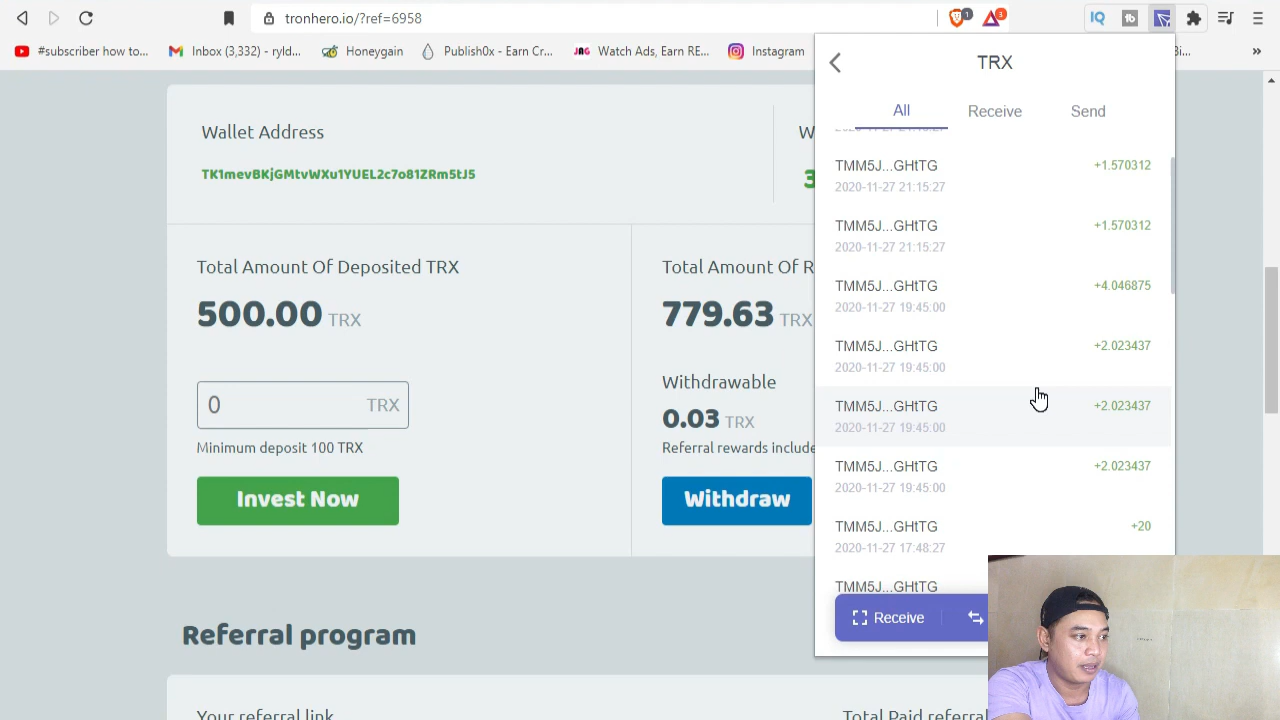 tronhero.io/?ref=6958
1
3
IQ
tb
#subscriber how to...
Inbox (3,332) - ryld...
Honeygain
Publish0x - Earn Cr...
JNG
Watch Ads, Earn RE...
Instagram
Bi...
»
Wallet Address
TK1mevBKjGMtvWXu1YUEL2c7o81ZRm5tJ5
W
3
Total Amount Of Deposited TRX
500.00 TRX
0 TRX
Minimum deposit 100 TRX
Invest Now
Total Amount Of R
779.63 TRX
Withdrawable
0.03 TRX
Referral rewards include
Withdraw
Referral program
Your referral link
Total Paid referral
TRX
All
Receive
Send
TMM5J...GHtTG +1.570312
2020-11-27 21:15:27
TMM5J...GHtTG +1.570312
2020-11-27 21:15:27
TMM5J...GHtTG +4.046875
2020-11-27 19:45:00
TMM5J...GHtTG +2.023437
2020-11-27 19:45:00
TMM5J...GHtTG +2.023437
2020-11-27 19:45:00
TMM5J...GHtTG +2.023437
2020-11-27 19:45:00
TMM5J...GHtTG +20
2020-11-27 17:48:27
TMM5J...GHtTG
Receive